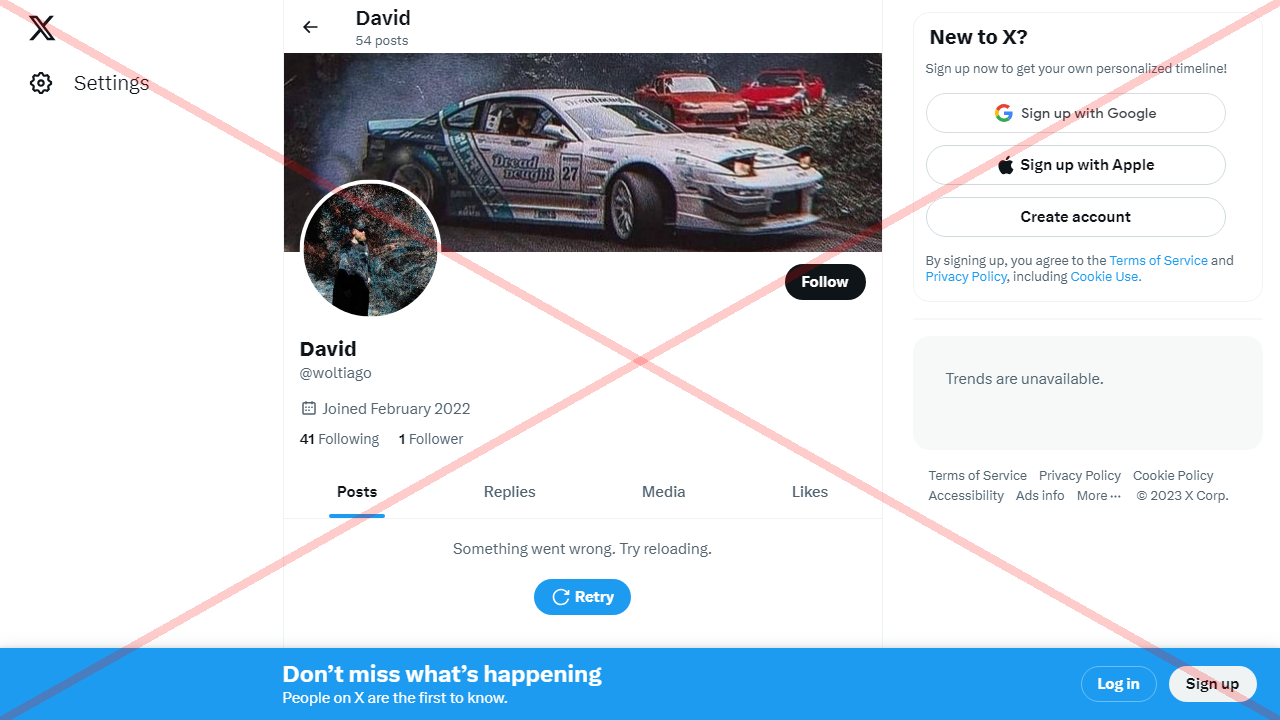 Settings
David
54 posts
Dread
nought
27
Follow
David
@woltiago
Joined February 2022
41 Following
1 Follower
Posts
Replies
Media
Likes
Something went wrong. Try reloading.
Retry
New to X?
Sign up now to get your own personalized timeline!
Sign up with Google
Sign up with Apple
Create account
By signing up, you agree to the Terms of Service and
Privacy Policy, including Cookie Use.
Trends are unavailable.
Terms of Service Privacy Policy Cookie Policy
Accessibility Ads info More ··· © 2023 X Corp.
Don’t miss what’s happening
People on X are the first to know.
Log in
Sign up